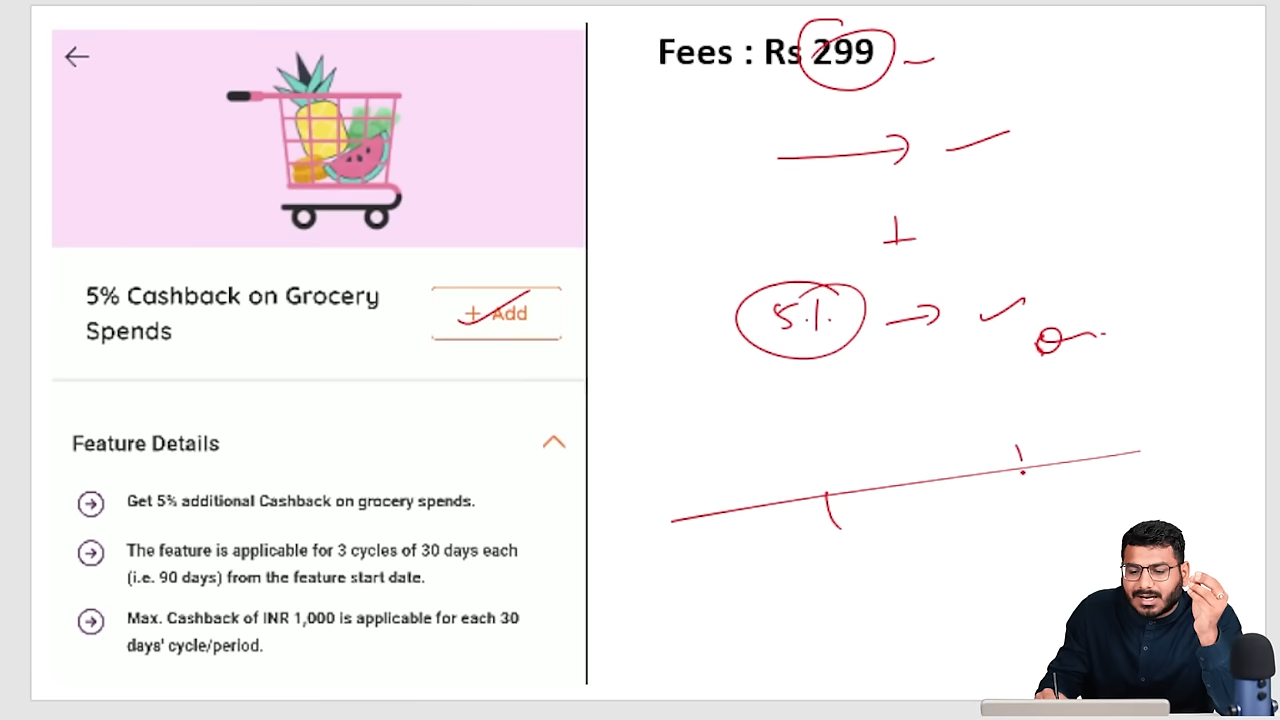 Fees : Rs 299
5% Cashback on Grocery
Spends
+ Add
5%
Feature Details
Get 5% additional Cashback on grocery spends.
The feature is applicable for 3 cycles of 30 days each
(i.e. 90 days) from the feature start date.
Max. Cashback of INR 1,000 is applicable for each 30
days' cycle/period.